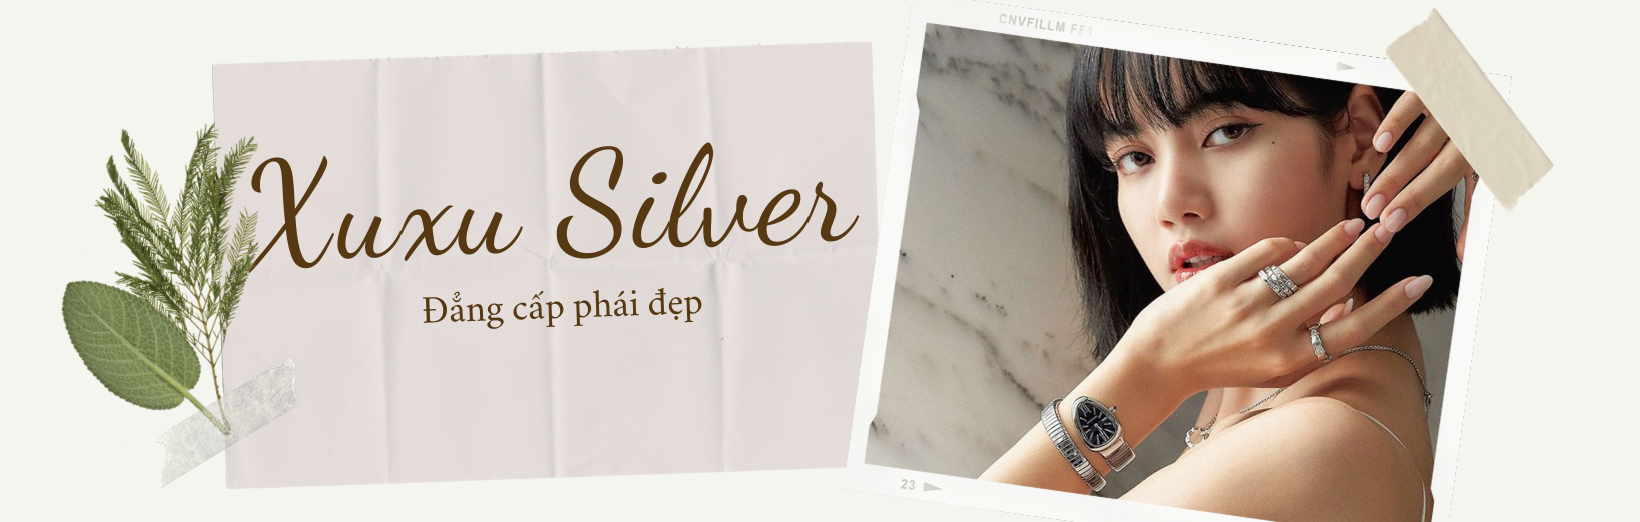 Xuxu Silver
Đẳng cấp phái đẹp
CNVFILLM FF1
23